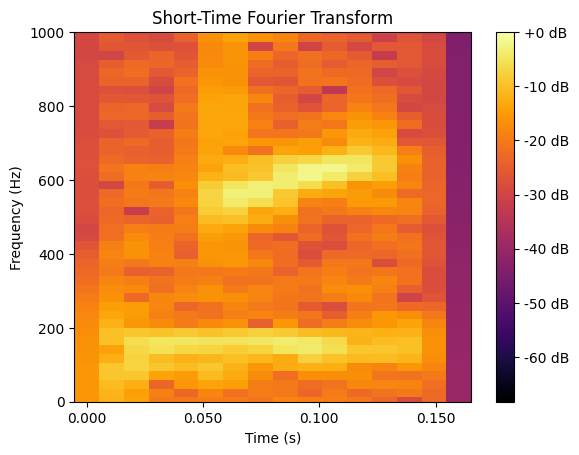 Short-Time Fourier Transform
1000
800
600
400
200
0
Frequency (Hz)
0.000
0.050
0.100
0.150
Time (s)
+0 dB
-10 dB
-20 dB
-30 dB
-40 dB
-50 dB
-60 dB